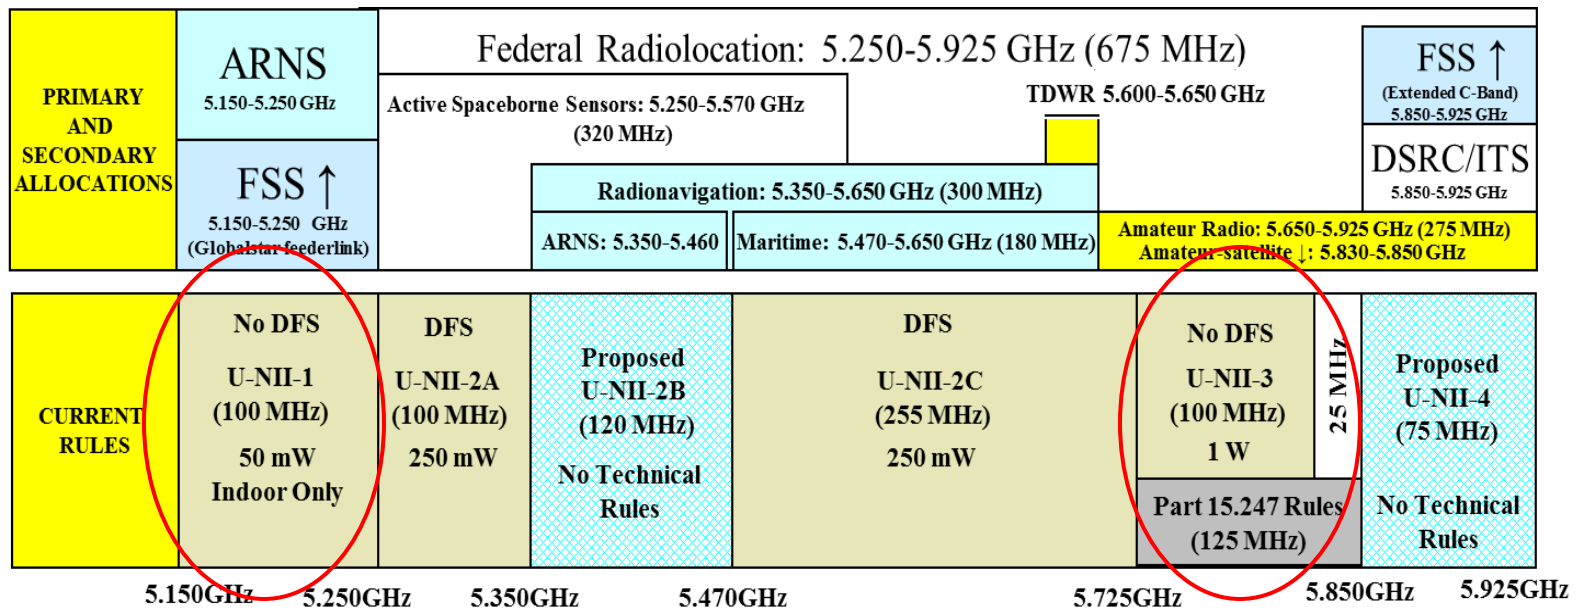 PRIMARY
AND
SECONDARY
ALLOCATIONS
ARNS
5.150-5.250 GHz
FSS ↑
5.150-5.250 GHz
(Globalstar feederlink)
Federal Radiolocation: 5.250-5.925 GHz (675 MHz)
Active Spaceborne Sensors: 5.250-5.570 GHz
(320 MHz)
TDWR 5.600-5.650 GHz
Radionavigation: 5.350-5.650 GHz (300 MHz)
ARNS: 5.350-5.460
Maritime: 5.470-5.650 GHz (180 MHz)
FSS ↑
(Extended C-Band)
5.850-5.925 GHz
DSRC/ITS
5.850-5.925 GHz
Amateur Radio: 5.650-5.925 GHz (275 MHz)
Amateur-satellite ↓: 5.830-5.850 GHz
CURRENT
RULES
No DFS
U-NII-1
(100 MHz)
50 mW
Indoor Only
DFS
U-NII-2A
(100 MHz)
250 mW
Proposed
U-NII-2B
(120 MHz)
No Technical
Rules
DFS
U-NII-2C
(255 MHz)
250 mW
No DFS
U-NII-3
(100 MHz)
1 W
25 MHz
Part 15.247 Rules
(125 MHz)
Proposed
U-NII-4
(75 MHz)
No Technical
Rules
5.150GHz
5.250GHz
5.350GHz
5.470GHz
5.725GHz
5.850GHz
5.925GHz